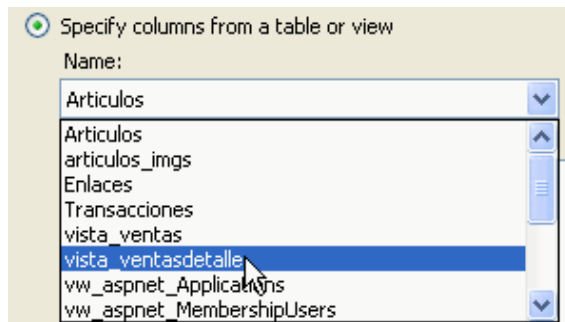 Specify columns from a table or view
Name:
Articulos
Articulos
articulos_imgs
Enlaces
Transacciones
vista_ventas
vista_ventasdetalle
vw_aspnet_Applications
vw_aspnet_MembershipUsers